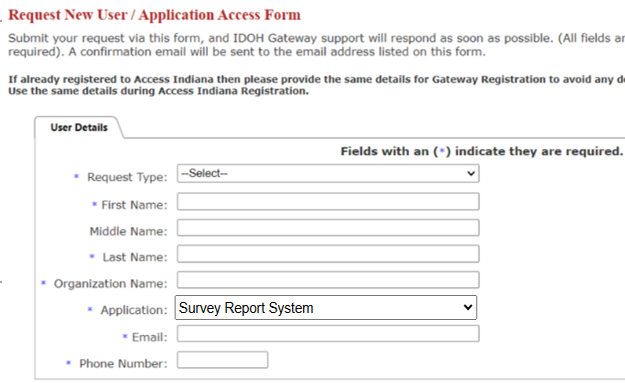 Request New User / Application Access Form
Submit your request via this form, and IDOH Gateway support will respond as soon as possible. (All fields
required). A confirmation email will be sent to the email address listed on this form.
If already registered to Access Indiana then please provide the same details for Gateway Registration to avoid any
Use the same details during Access Indiana Registration.
User Details
Fields with an (*) indicate they are required.
* Request Type: --Select--
* First Name:
Middle Name:
* Last Name:
* Organization Name:
* Application: Survey Report System
* Email:
* Phone Number: